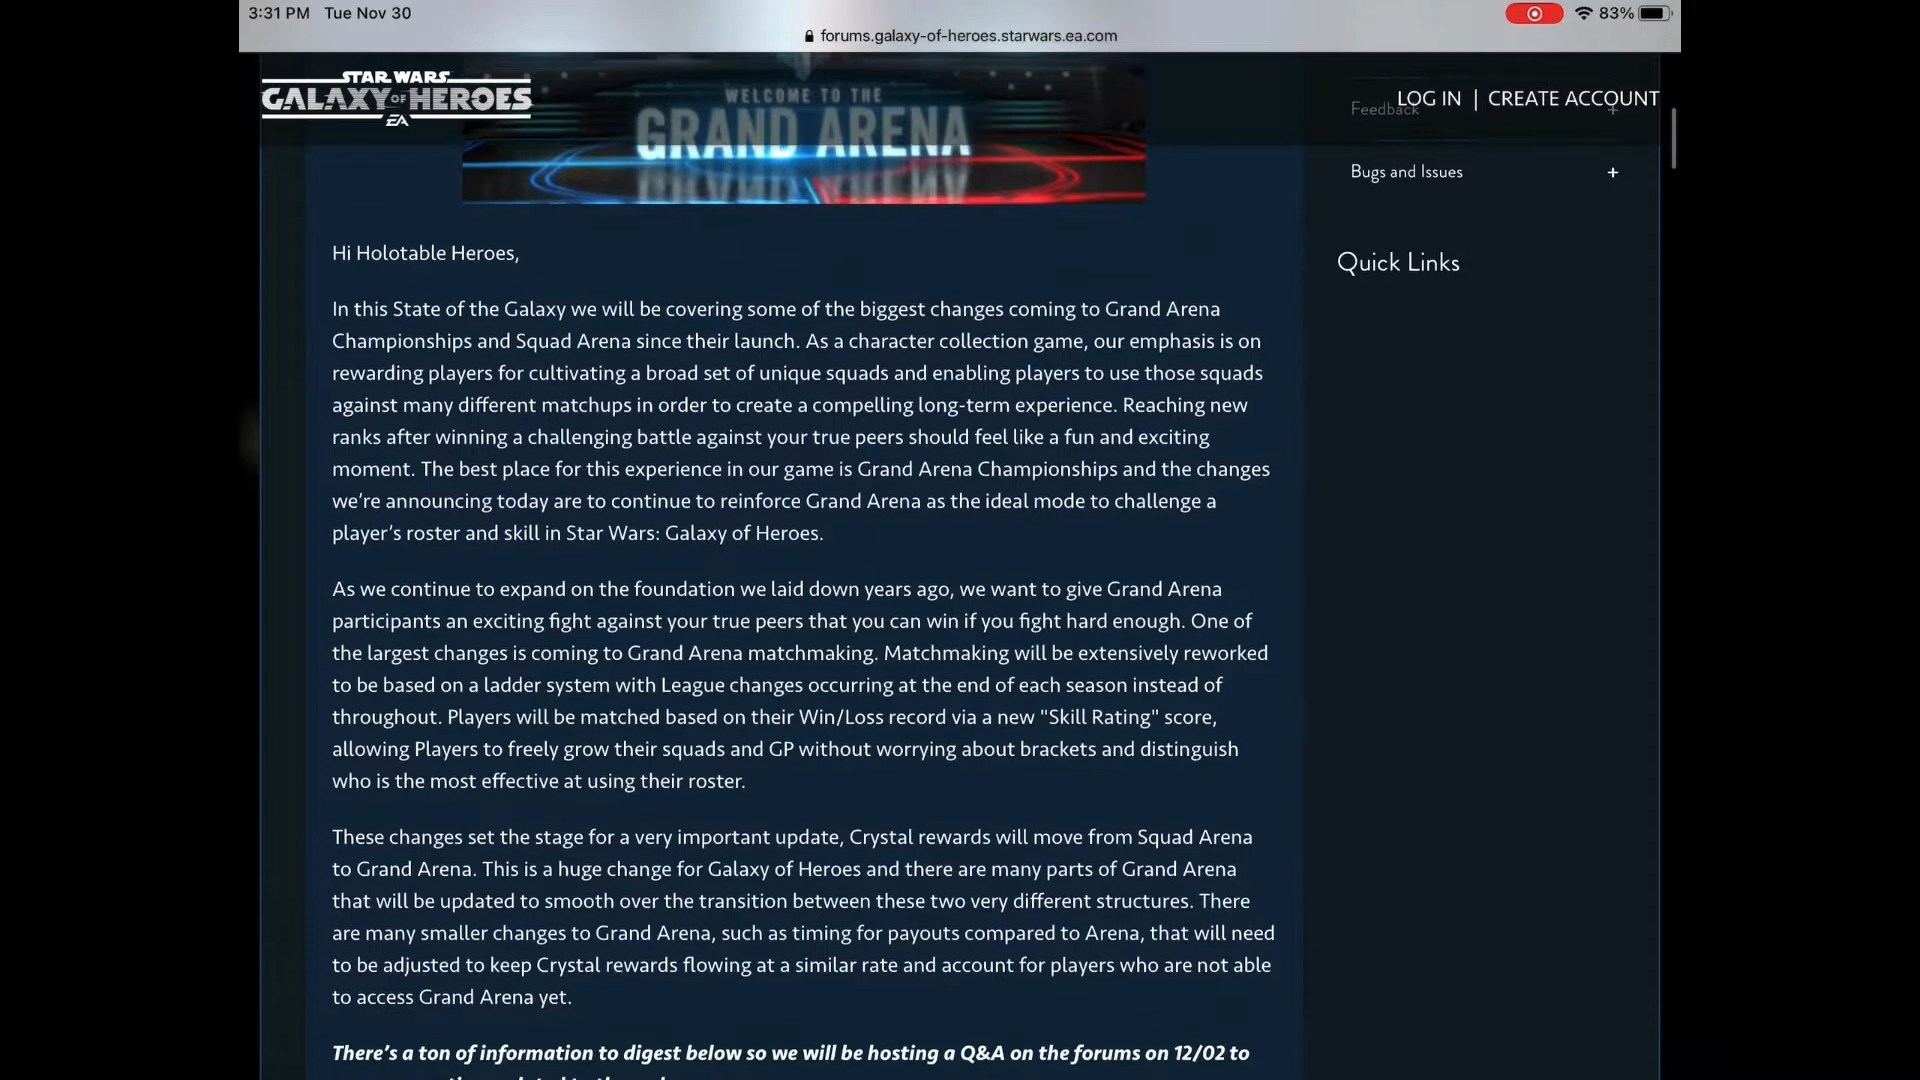 3:31 PM Tue Nov 30
83%
forums.galaxy-of-heroes.starwars.ea.com
STAR WARS
GALAXY OF HEROES
EA
LOG IN | CREATE ACCOUNT
WELCOME TO THE
GRAND ARENA
Feedback +
Bugs and Issues +
Quick Links
Hi Holotable Heroes,
In this State of the Galaxy we will be covering some of the biggest changes coming to Grand Arena
Championships and Squad Arena since their launch. As a character collection game, our emphasis is on
rewarding players for cultivating a broad set of unique squads and enabling players to use those squads
against many different matchups in order to create a compelling long-term experience. Reaching new
ranks after winning a challenging battle against your true peers should feel like a fun and exciting
moment. The best place for this experience in our game is Grand Arena Championships and the changes
we’re announcing today are to continue to reinforce Grand Arena as the ideal mode to challenge a
player’s roster and skill in Star Wars: Galaxy of Heroes.
As we continue to expand on the foundation we laid down years ago, we want to give Grand Arena
participants an exciting fight against your true peers that you can win if you fight hard enough. One of
the largest changes is coming to Grand Arena matchmaking. Matchmaking will be extensively reworked
to be based on a ladder system with League changes occurring at the end of each season instead of
throughout. Players will be matched based on their Win/Loss record via a new "Skill Rating" score,
allowing Players to freely grow their squads and GP without worrying about brackets and distinguish
who is the most effective at using their roster.
These changes set the stage for a very important update, Crystal rewards will move from Squad Arena
to Grand Arena. This is a huge change for Galaxy of Heroes and there are many parts of Grand Arena
that will be updated to smooth over the transition between these two very different structures. There
are many smaller changes to Grand Arena, such as timing for payouts compared to Arena, that will need
to be adjusted to keep Crystal rewards flowing at a similar rate and account for players who are not able
to access Grand Arena yet.
There’s a ton of information to digest below so we will be hosting a Q&A on the forums on 12/02 to